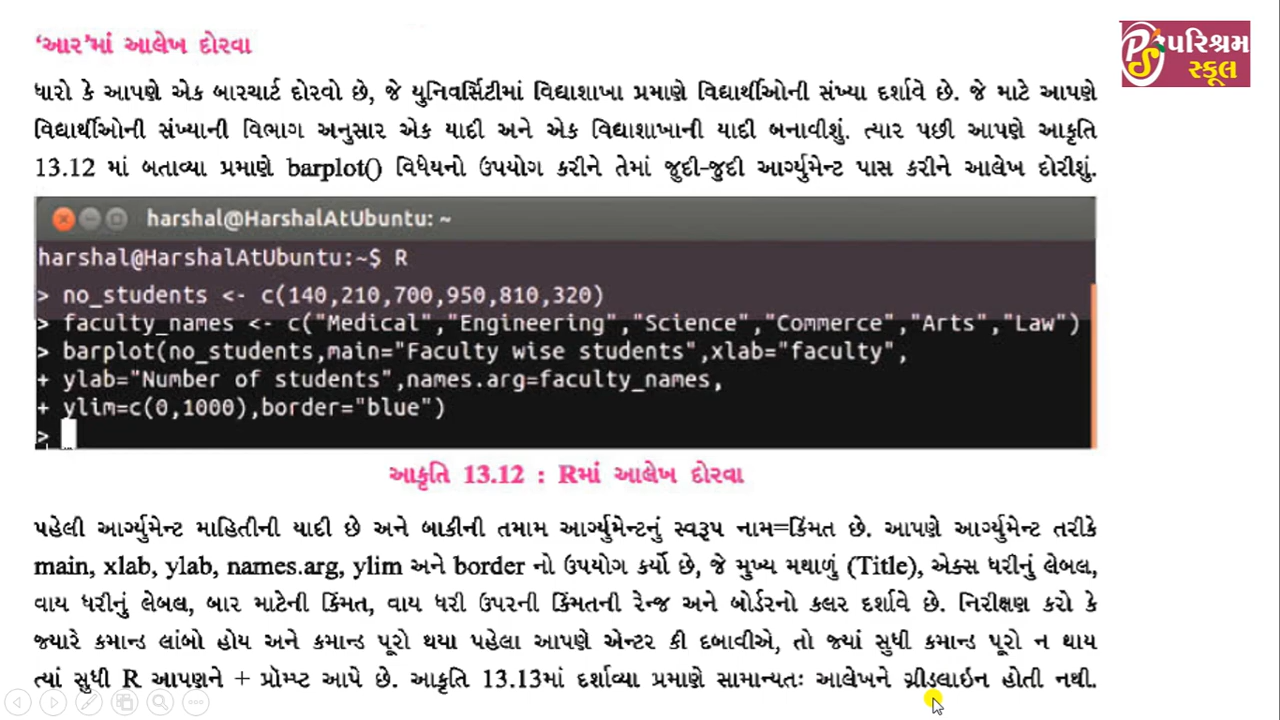 ‘આર’માં આલેખ દોરવા
પરિશ્રમ
સ્કૂલ
ધારો કે આપણે એક બારચાર્ટ દોરવો છે, જે યુનિવર્સિટીમાં વિદ્યાશાખા પ્રમાણે વિદ્યાર્થીઓની સંખ્યા દર્શાવે છે. જે માટે આપણે
વિદ્યાર્થીઓની સંખ્યાની વિભાગ અનુસાર એક યાદી અને એક વિદ્યાશાખાની યાદી બનાવીશું. ત્યાર પછી આપણે આકૃતિ
13.12 માં બતાવ્યા પ્રમાણે barplot() વિધેયનો ઉપયોગ કરીને તેમાં જુદી-જુદી આર્ગ્યુમેન્ટ પાસ કરીને આલેખ દોરીશું.
harshal@HarshalAtUbuntu: ~
harshal@HarshalAtUbuntu:~$ R
> no_students <- c(140,210,700,950,810,320)
> faculty_names <- c("Medical","Engineering","Science","Commerce","Arts","Law")
> barplot(no_students,main="Faculty wise students",xlab="faculty",
+ ylab="Number of students",names.arg=faculty_names,
+ ylim=c(0,1000),border="blue")
>
આકૃતિ 13.12 : Rમાં આલેખ દોરવા
પહેલી આર્ગ્યુમેન્ટ માહિતીની યાદી છે અને બાકીની તમામ આર્ગ્યુમેન્ટનું સ્વરૂપ નામ=કિંમત છે. આપણે આર્ગ્યુમેન્ટ તરીકે
main, xlab, ylab, names.arg, ylim અને border નો ઉપયોગ કર્યો છે, જે મુખ્ય મથાળું (Title), એક્સ ધરીનું લેબલ,
વાય ધરીનું લેબલ, બાર માટેની કિંમત, વાય ધરી ઉપરની કિંમતની રેન્જ અને બોર્ડરનો કલર દર્શાવે છે. નિરીક્ષણ કરો કે
જ્યારે કમાન્ડ લાંબો હોય અને કમાન્ડ પૂરો થયા પહેલા આપણે એન્ટર કી દબાવીએ, તો જ્યાં સુધી કમાન્ડ પૂરો ન થાય
ત્યાં સુધી R આપણને + પ્રૉમ્પ્ટ આપે છે. આકૃતિ 13.13માં દર્શાવ્યા પ્રમાણે સામાન્યતઃ આલેખને ગ્રીડલાઇન હોતી નથી.